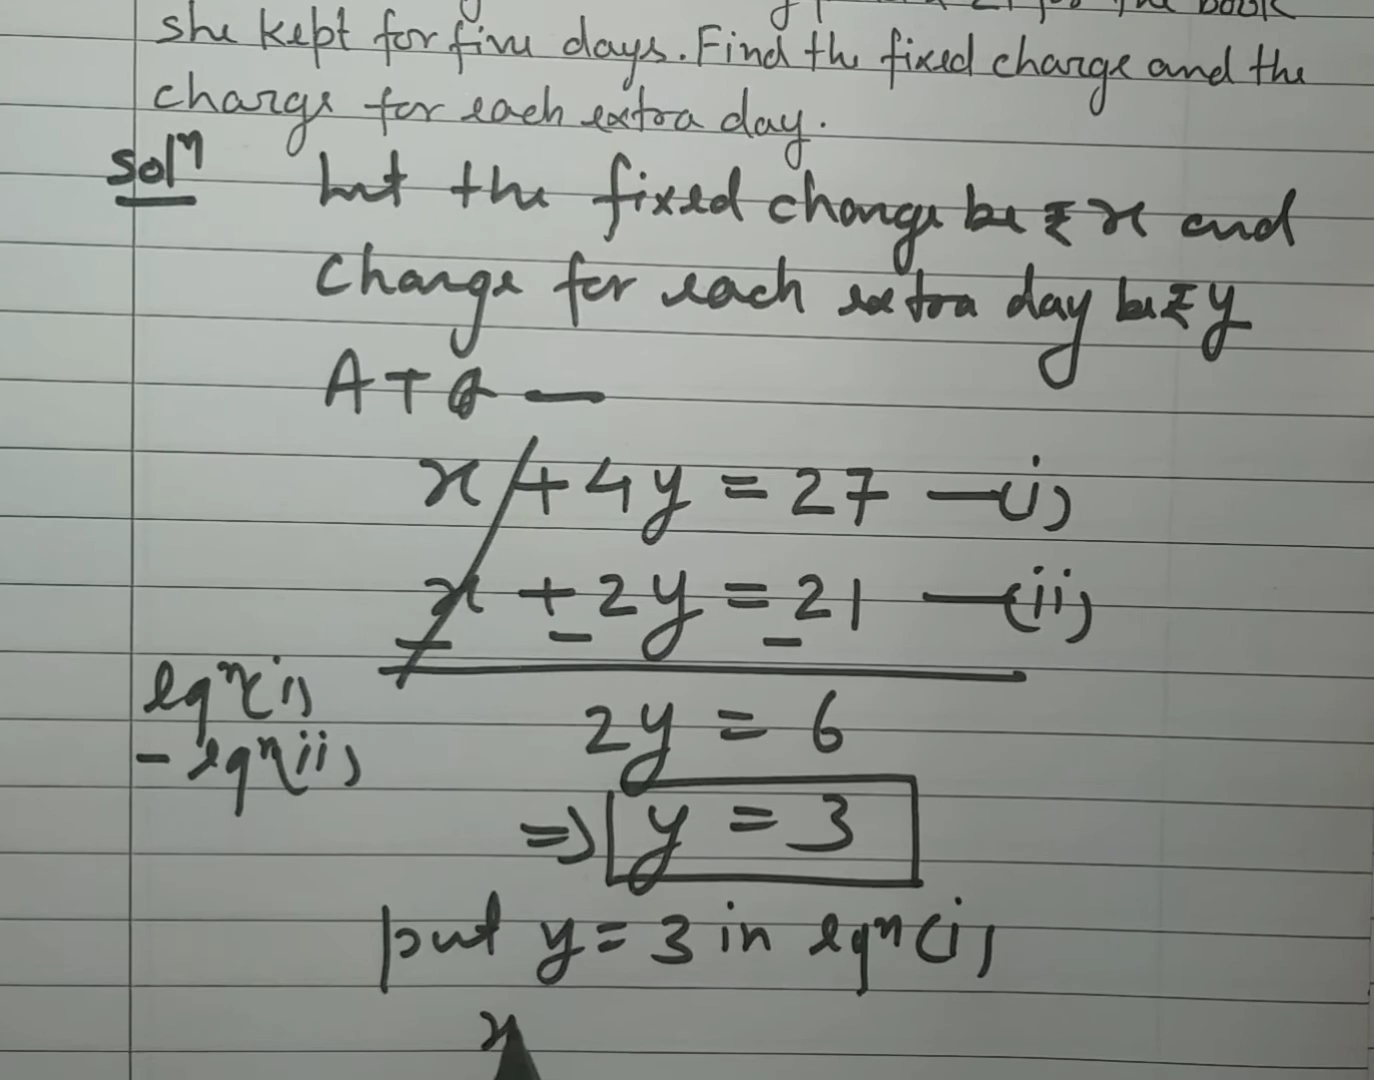 the book
she kept for five days. Find the fixed charge and the
charge for each extra day.
Solⁿ Let the fixed charge be ₹ x and
Charge for each extra day be ₹ y
ATQ —
x + 4y = 27 — (i)
x + 2y = 21 — (ii)
- - -
eqⁿ (i)
- eqⁿ (ii)
2y = 6
⇒ y = 3
put y = 3 in eqⁿ (i)
x